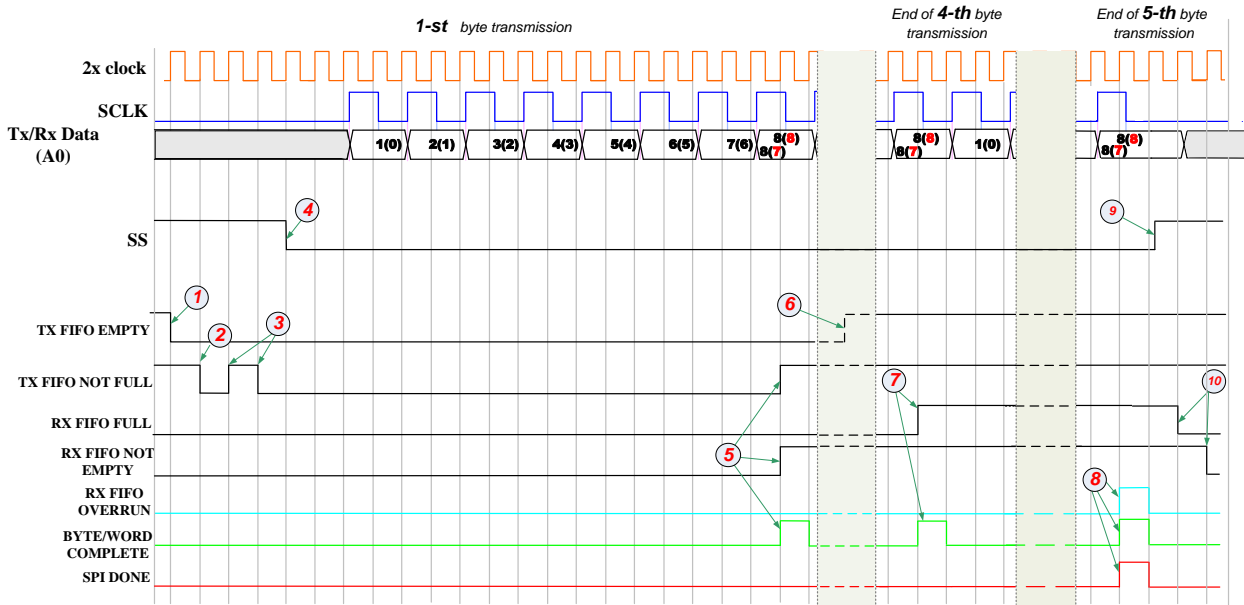 1-st byte transmission
End of 4-th byte
transmission
End of 5-th byte
transmission
2x clock
SCLK
Tx/Rx Data
(A0)
1(0)
2(1)
3(2)
4(3)
5(4)
6(5)
7(6)
8(8)
8(7)
8(8)
8(7)
1(0)
8(8)
8(7)
4
9
SS
1
6
TX FIFO EMPTY
2
3
TX FIFO NOT FULL
7
10
RX FIFO FULL
5
RX FIFO NOT
EMPTY
8
RX FIFO
OVERRUN
BYTE/WORD
COMPLETE
SPI DONE